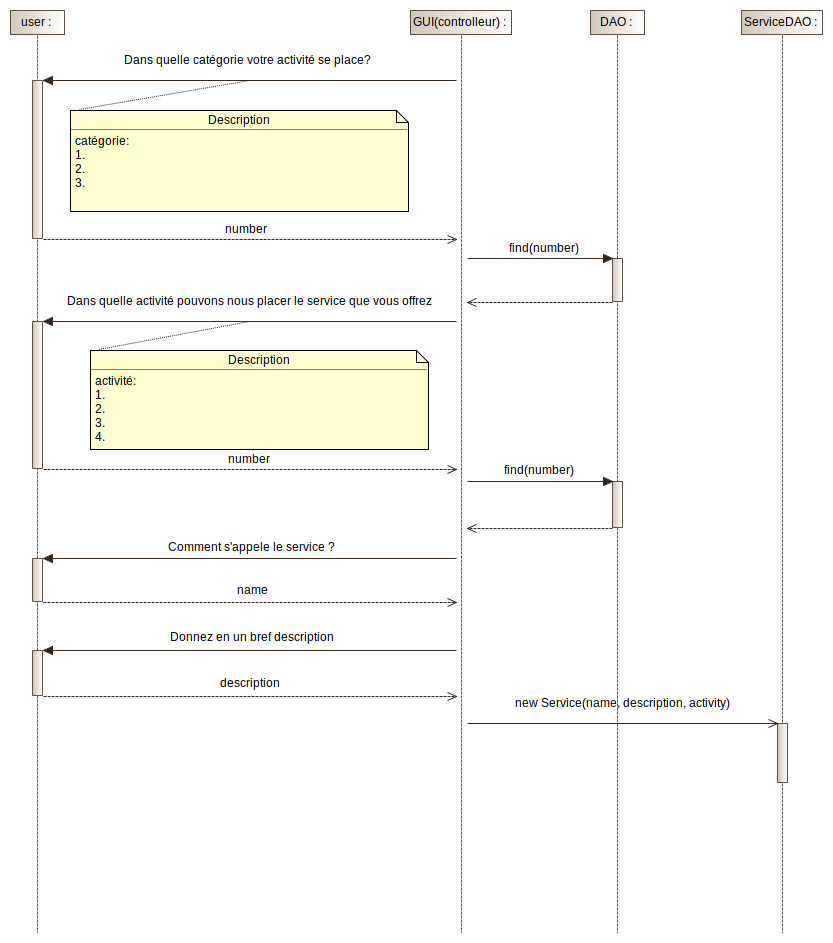 user :
GUI(controlleur) :
DAO :
ServiceDAO :
Dans quelle catégorie votre activité se place?
Description
catégorie:
1.
2.
3.
number
find(number)
Dans quelle activité pouvons nous placer le service que vous offrez
Description
activité:
1.
2.
3.
4.
number
find(number)
Comment s'appele le service ?
name
Donnez en un bref description
description
new Service(name, description, activity)